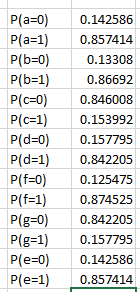 P(a=0) 0.142586
P(a=1) 0.857414
P(b=0) 0.13308
P(b=1) 0.86692
P(c=0) 0.846008
P(c=1) 0.153992
P(d=0) 0.157795
P(d=1) 0.842205
P(f=0) 0.125475
P(f=1) 0.874525
P(g=0) 0.842205
P(g=1) 0.157795
P(e=0) 0.142586
P(e=1) 0.857414